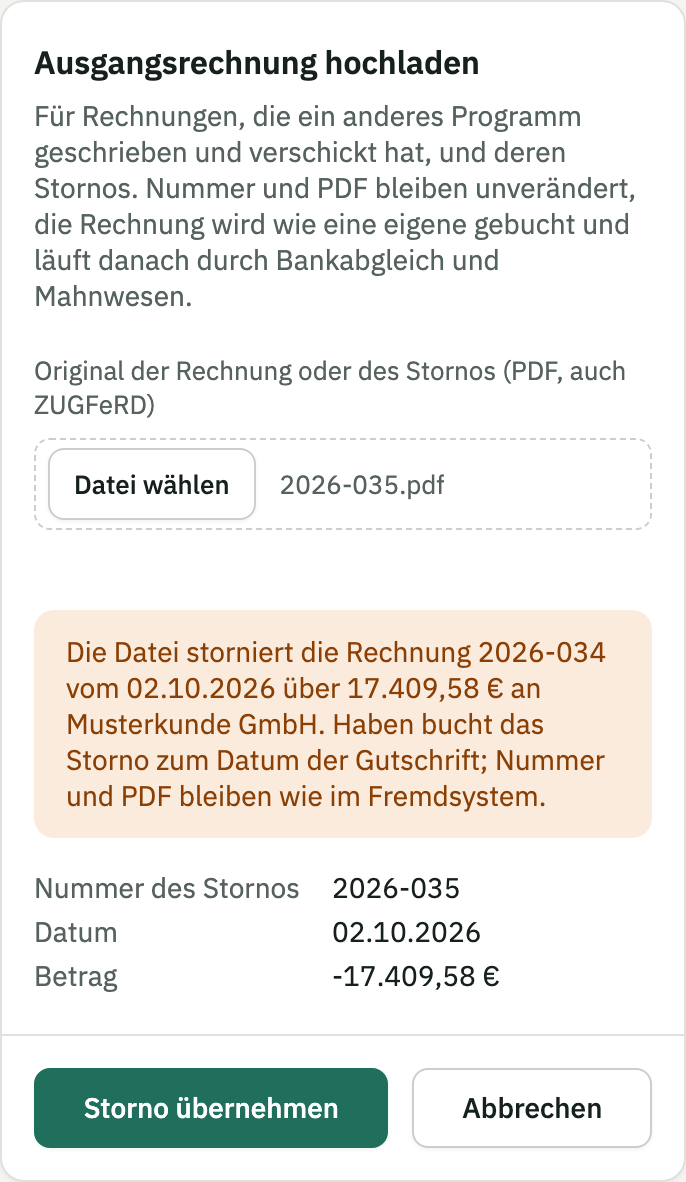 Ausgangsrechnung hochladen
Für Rechnungen, die ein anderes Programm
geschrieben und verschickt hat, und deren
Stornos. Nummer und PDF bleiben unverändert,
die Rechnung wird wie eine eigene gebucht und
läuft danach durch Bankabgleich und
Mahnwesen.
Original der Rechnung oder des Stornos (PDF, auch
ZUGFeRD)
Datei wählen 2026-035.pdf
Die Datei storniert die Rechnung 2026-034
vom 02.10.2026 über 17.409,58 € an
Musterkunde GmbH. Haben bucht das
Storno zum Datum der Gutschrift; Nummer
und PDF bleiben wie im Fremdsystem.
Nummer des Stornos 2026-035
Datum 02.10.2026
Betrag -17.409,58 €
Storno übernehmen Abbrechen